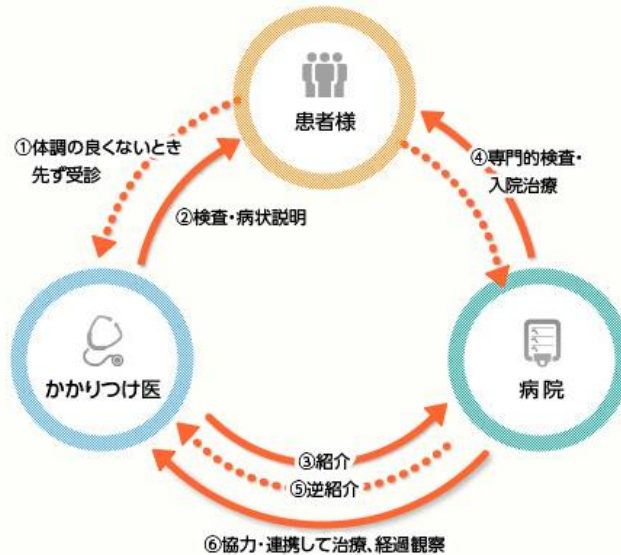 患者様
①体調の良くないとき
先ず受診
④専門的検査・
入院治療
②検査・病状説明
かかりつけ医
病院
③紹介
⑤逆紹介
⑥協力・連携して治療、経過観察